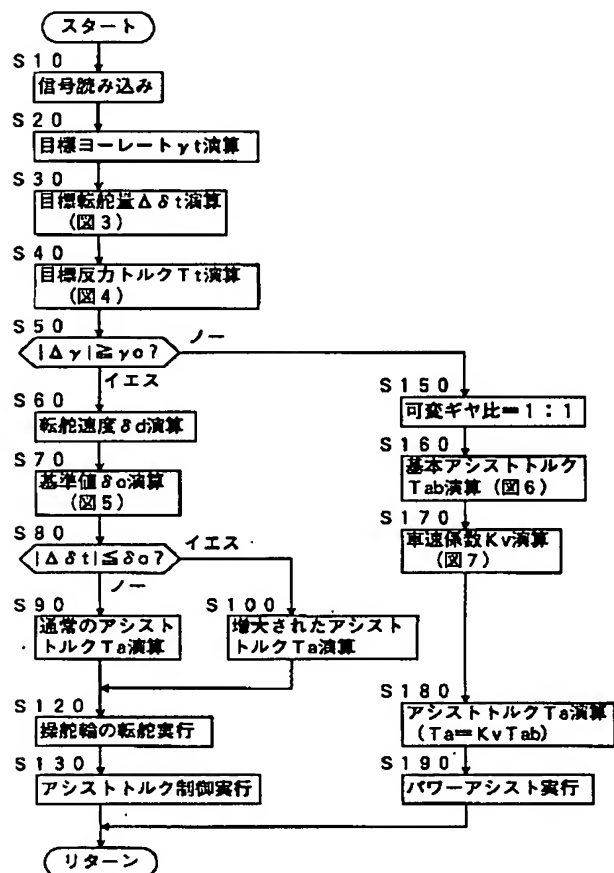 スタート
S10
信号読み込み
S20
目標ヨーレートγt演算
S30
目標転舵量Δδt演算
(図3)
S40
目標反力トルクTt演算
(図4)
S50
|Δγ|≧γo?
ノー
イエス
S60
転舵速度δd演算
S70
基準値δo演算
(図5)
S80
|Δδt|≦δo?
イエス
ノー
S90
通常のアシスト
トルクTa演算
S100
増大されたアシスト
トルクTa演算
S120
操舵輪の転舵実行
S130
アシストトルク制御実行
S150
可変ギヤ比=1:1
S160
基本アシストトルク
Tab演算(図6)
S170
車速係数Kv演算
(図7)
S180
アシストトルクTa演算
(Ta=KvTab)
S190
パワーアシスト実行
リターン